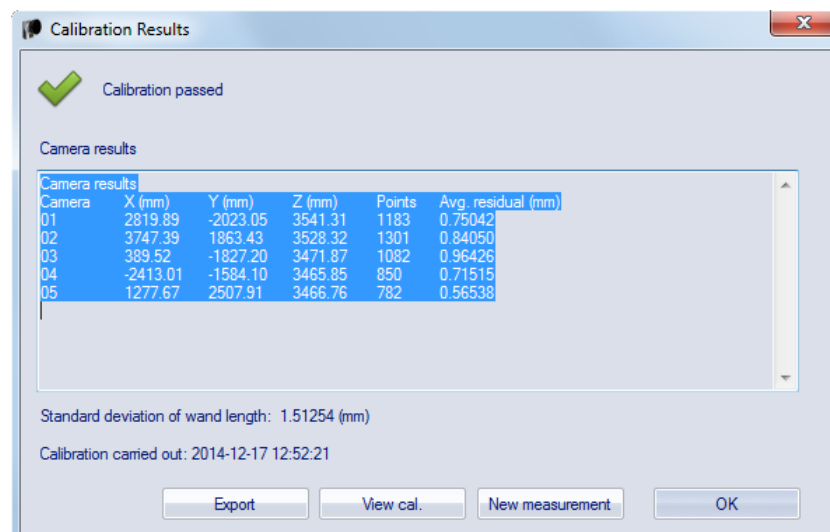 Calibration Results
Calibration passed
Camera results
Camera results
Camera X (mm) Y (mm) Z (mm) Points Avg. residual (mm)
01 2819.89 -2023.05 3541.31 1183 0.75042
02 3747.39 1863.43 3528.32 1301 0.84050
03 389.52 -1827.20 3471.87 1082 0.96426
04 -2413.01 -1584.10 3465.85 850 0.71515
05 1277.67 2507.91 3466.76 782 0.56538
Standard deviation of wand length: 1.51254 (mm)
Calibration carried out: 2014-12-17 12:52:21
Export View cal. New measurement OK